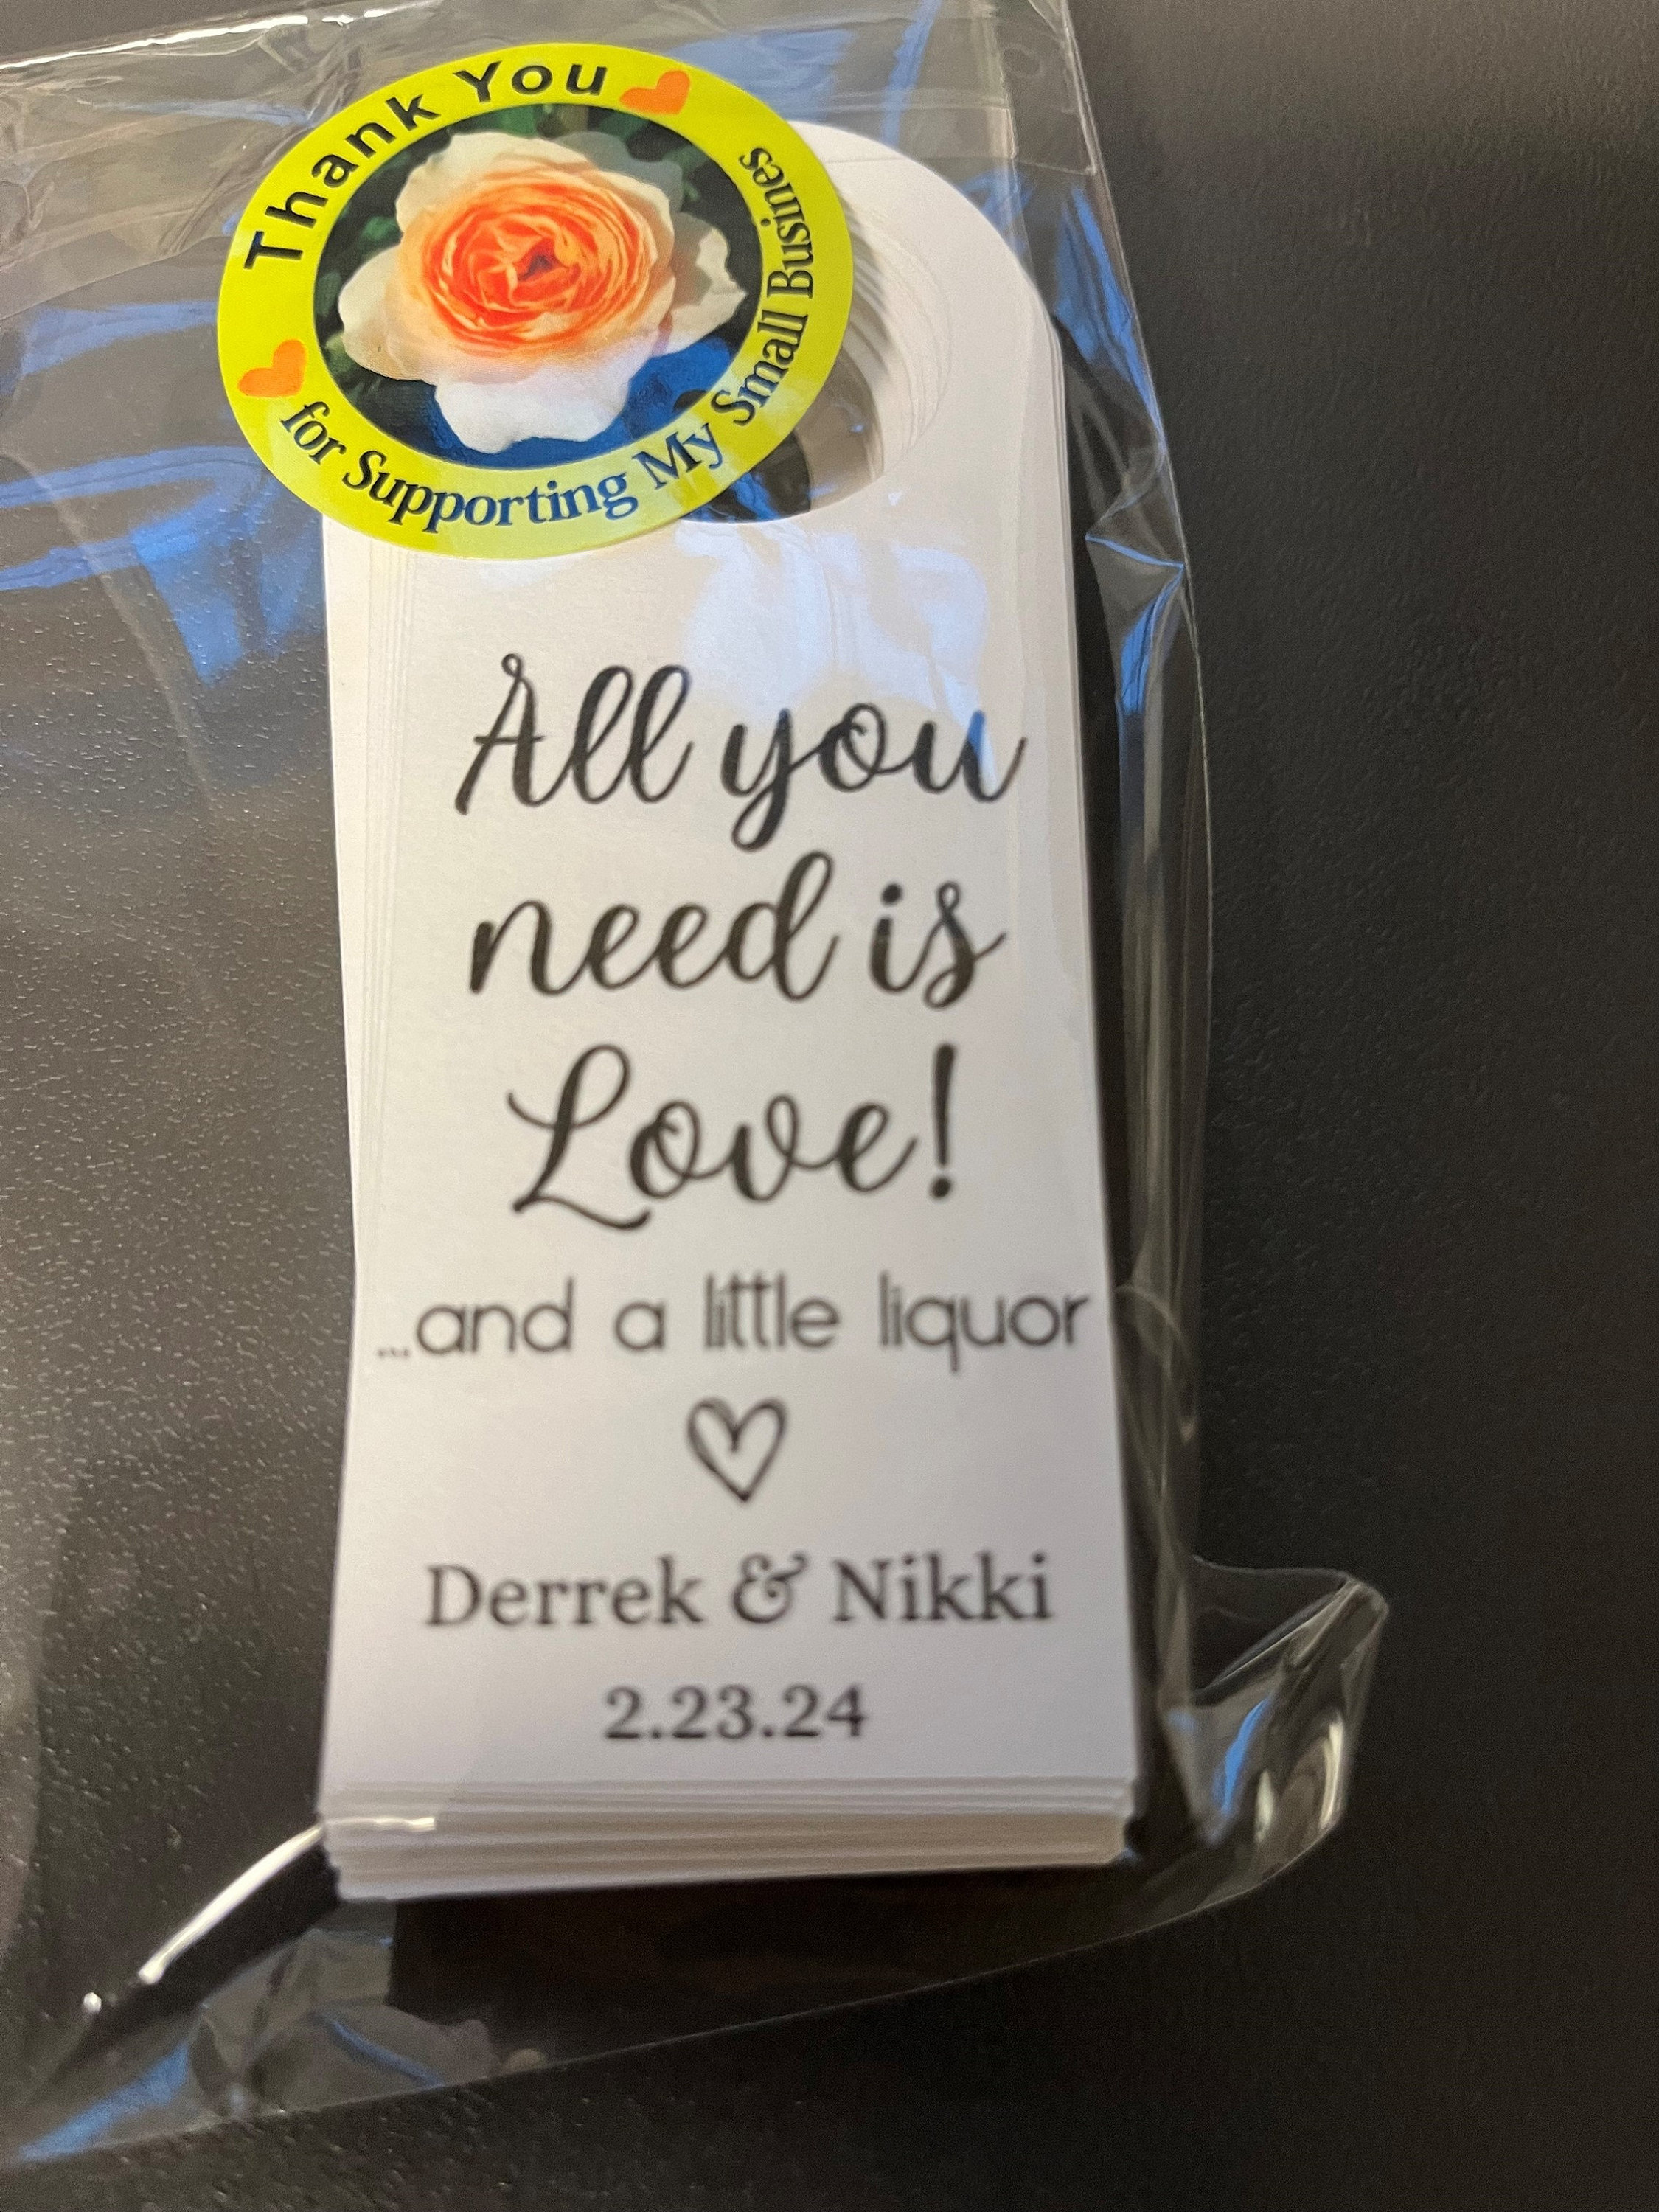 Thank You
for Supporting My Small Busines
All you
need is
Love!
...and a little liquor
Derrek & Nikki
2.23.24